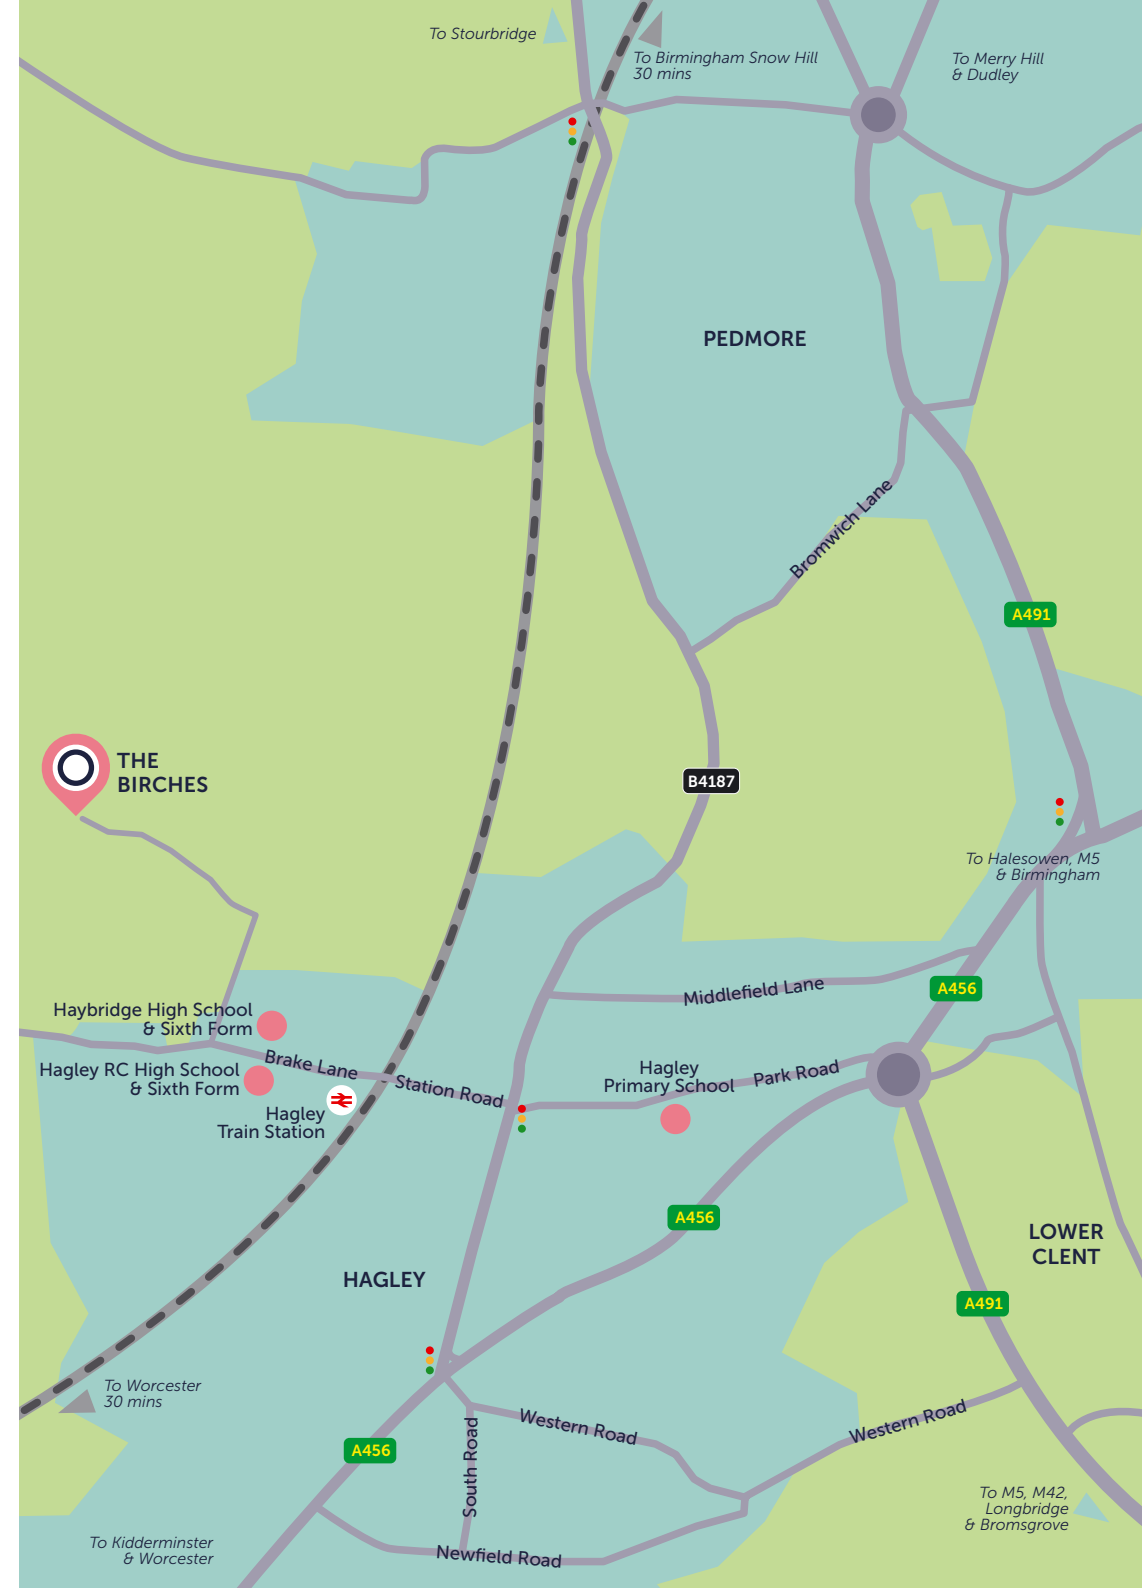 To Stourbridge
To Birmingham Snow Hill
30 mins
To Merry Hill
& Dudley
PEDMORE
Bromwich Lane
A491
THE
BIRCHES
B4187
To Halesowen, M5
& Birmingham
Middlefield Lane
A456
Haybridge High School
& Sixth Form
Hagley RC High School
& Sixth Form
Brake Lane
Station Road
Hagley
Train Station
Hagley
Primary School
Park Road
A456
LOWER
CLENT
HAGLEY
A491
To Worcester
30 mins
Western Road
Western Road
South Road
A456
To M5, M42,
Longbridge
& Bromsgrove
To Kidderminster
& Worcester
Newfield Road